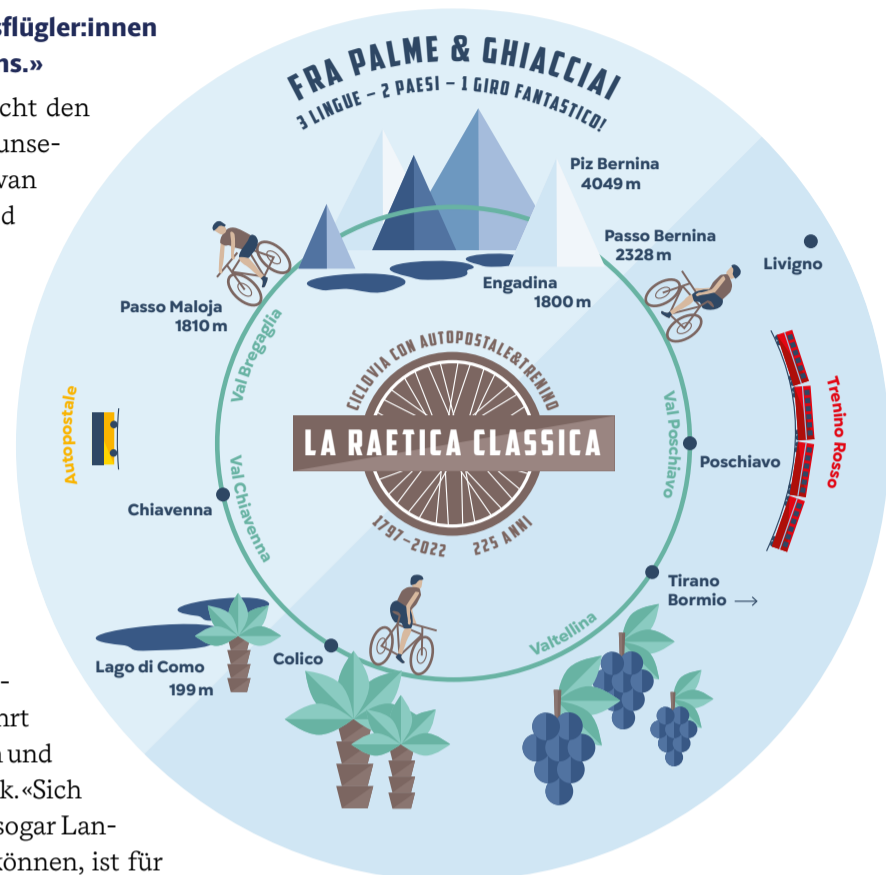 sflügler:innen
ns.»
cht den
unse-
wan
d
-
hrt
n und
k. «Sich
sogar Lan-
können, ist für
FRA PALME & GHIACCIAI
3 LINGUE – 2 PAESI – 1 GIRO FANTASTICO!
Piz Bernina
4049 m
Passo Bernina
2328 m
Livigno
Engadina
1800 m
Passo Maloja
1810 m
Val Bregaglia
CICLOVIA CON AUTOPOSTALE&TRENINO
LA RAETICA CLASSICA
1797–2022 225 ANNI
Autopostale
Val Poschiavo
Poschiavo
Trenino Rosso
Chiavenna
Val Chiavenna
Tirano
Bormio →
Valtellina
Colico
Lago di Como
199 m